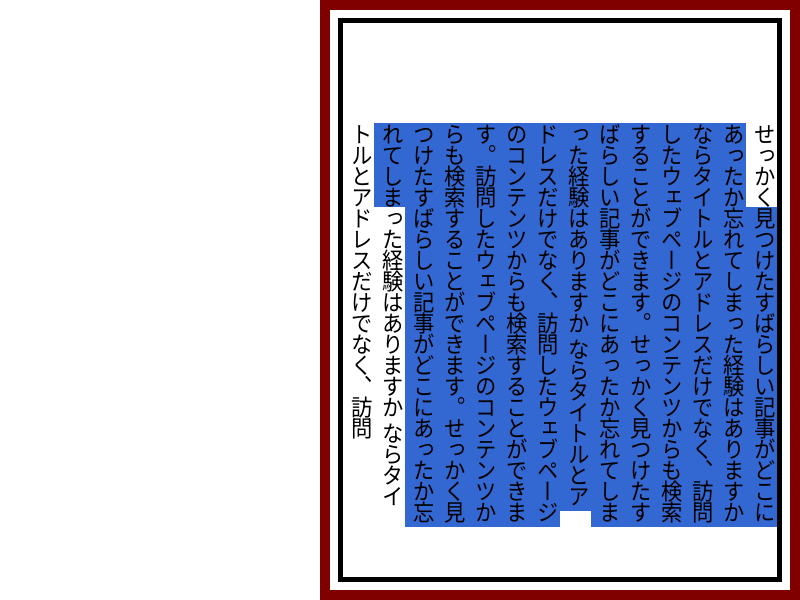 せっかく見つけたすばらしい記事がどこに
あったか忘れてしまった経験はありますか
ならタイトルとアドレスだけでなく、訪問
したウェブページのコンテンツからも検索
することができます。せっかく見つけたす
ばらしい記事がどこにあったか忘れてしま
った経験はありますか ならタイトルとア
ドレスだけでなく、訪問したウェブページ
のコンテンツからも検索することができま
す。訪問したウェブページのコンテンツか
らも検索することができます。せっかく見
つけたすばらしい記事がどこにあったか忘
れてしまった経験はありますか ならタイ
トルとアドレスだけでなく、訪問